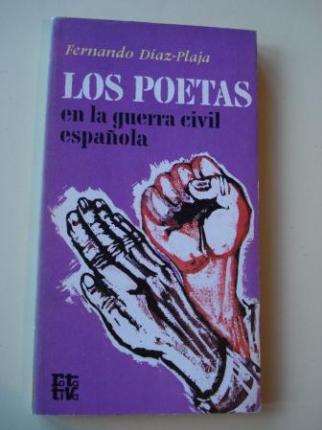 Fernando Díaz-Plaja
LOS POETAS
en la guerra civil
española